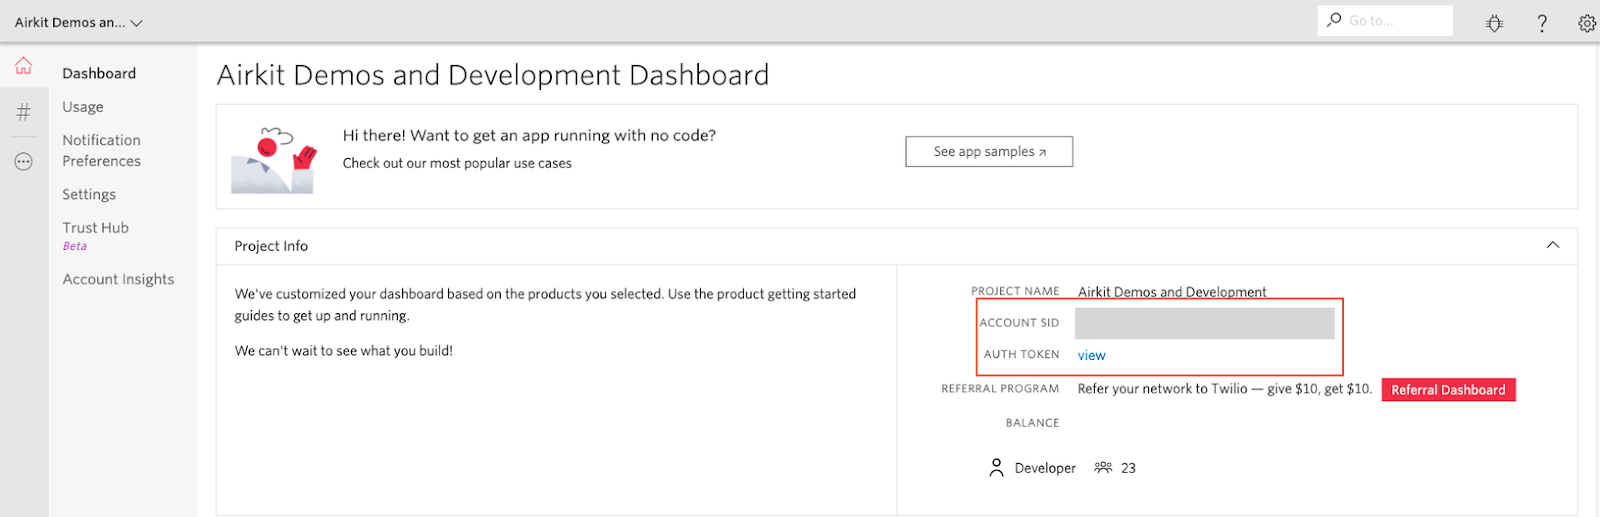 Airkit Demos an...
Go to...
?
#
Dashboard
Usage
Notification
Preferences
Settings
Trust Hub
Beta
Account Insights
Airkit Demos and Development Dashboard
Hi there! Want to get an app running with no code?
Check out our most popular use cases
See app samples ↗
Project Info
We've customized your dashboard based on the products you selected. Use the product getting started
guides to get up and running.
We can't wait to see what you build!
PROJECT NAME Airkit Demos and Development
ACCOUNT SID
AUTH TOKEN view
REFERRAL PROGRAM Refer your network to Twilio — give $10, get $10. Referral Dashboard
BALANCE
Developer 23